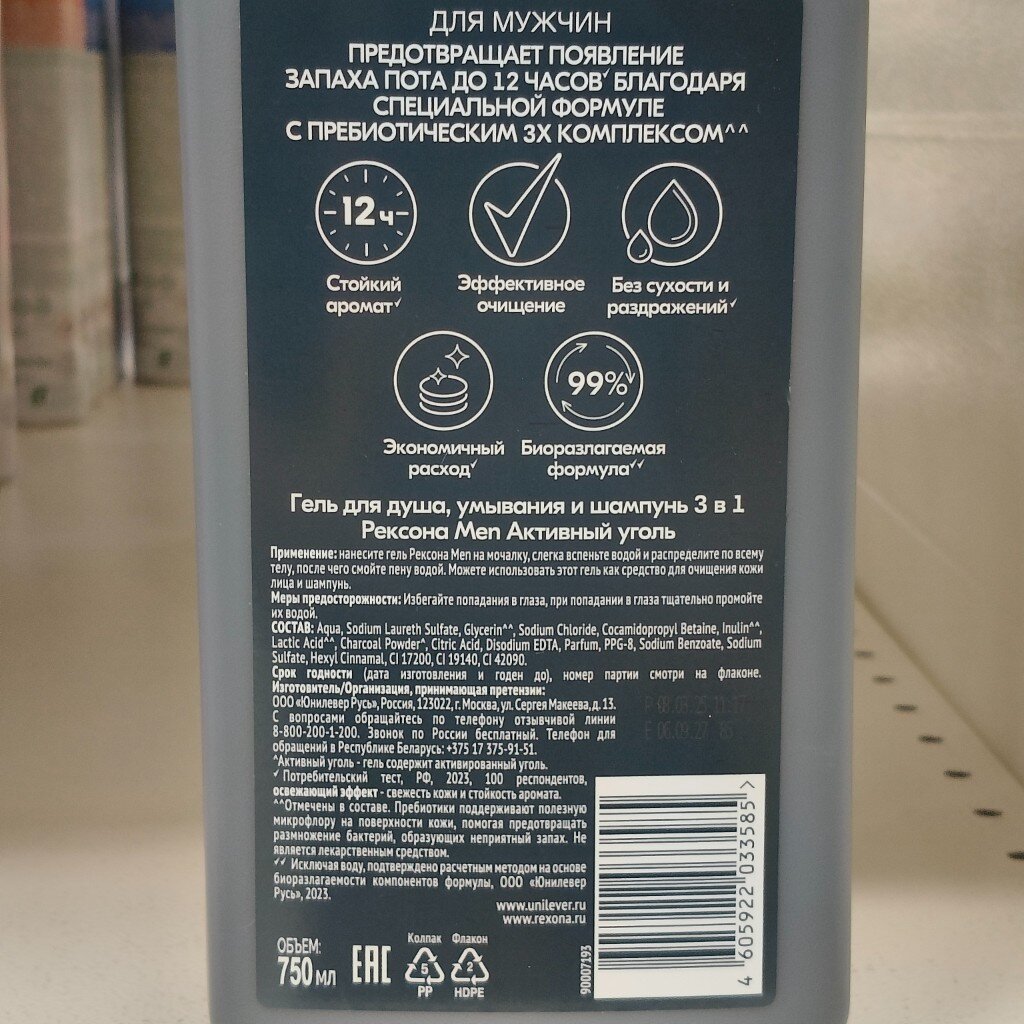 ДЛЯ МУЖЧИН
ПРЕДОТВРАЩАЕТ ПОЯВЛЕНИЕ
ЗАПАХА ПОТА ДО 12 ЧАСОВ✓ БЛАГОДАРЯ
СПЕЦИАЛЬНОЙ ФОРМУЛЕ
С ПРЕБИОТИЧЕСКИМ 3X КОМПЛЕКСОМ^^
12 ч
Стойкий
аромат✓
Эффективное
очищение
Без сухости и
раздражений✓
99%
Экономичный
расход✓
Биоразлагаемая
формула✓✓
Гель для душа, умывания и шампунь 3 в 1
Рексона Men Активный уголь
Применение: нанесите гель Рексона Men на мочалку, слегка вспеньте водой и распределите по всему
телу, после чего смойте пену водой. Можете использовать этот гель как средство для очищения кожи
лица и шампунь.
Меры предосторожности: Избегайте попадания в глаза, при попадании в глаза тщательно промойте
их водой.
СОСТАВ: Aqua, Sodium Laureth Sulfate, Glycerin^^, Sodium Chloride, Cocamidopropyl Betaine, Inulin^^,
Lactic Acid^^, Charcoal Powder^, Citric Acid, Disodium EDTA, Parfum, PPG-8, Sodium Benzoate, Sodium
Sulfate, Hexyl Cinnamal, CI 17200, CI 19140, CI 42090.
Срок годности (дата изготовления и годен до), номер партии смотри на флаконе.
Изготовитель/Организация, принимающая претензии:
ООО «Юнилевер Русь», Россия, 123022, г. Москва, ул. Сергея Макеева, д. 13.
С вопросами обращайтесь по телефону отзывчивой линии
8-800-200-1-200. Звонок по России бесплатный. Телефон для
обращений в Республике Беларусь: +375 17 375-91-51.
^Активный уголь - гель содержит активированный уголь.
✓Потребительский тест, РФ, 2023, 100 респондентов,
освежающий эффект - свежесть кожи и стойкость аромата.
^^Отмечены в составе. Пребиотики поддерживают полезную
микрофлору на поверхности кожи, помогая предотвращать
размножение бактерий, образующих неприятный запах. Не
является лекарственным средством.
✓✓ Исключая воду, подтверждено расчетным методом на основе
биоразлагаемости компонентов формулы, ООО «Юнилевер
Русь», 2023.
www.unilever.ru
www.rexona.ru
ОБЪЕМ:
750 МЛ
EAC
Колпак
5
PP
Флакон
2
HDPE
90007193
4 605922 033585 >